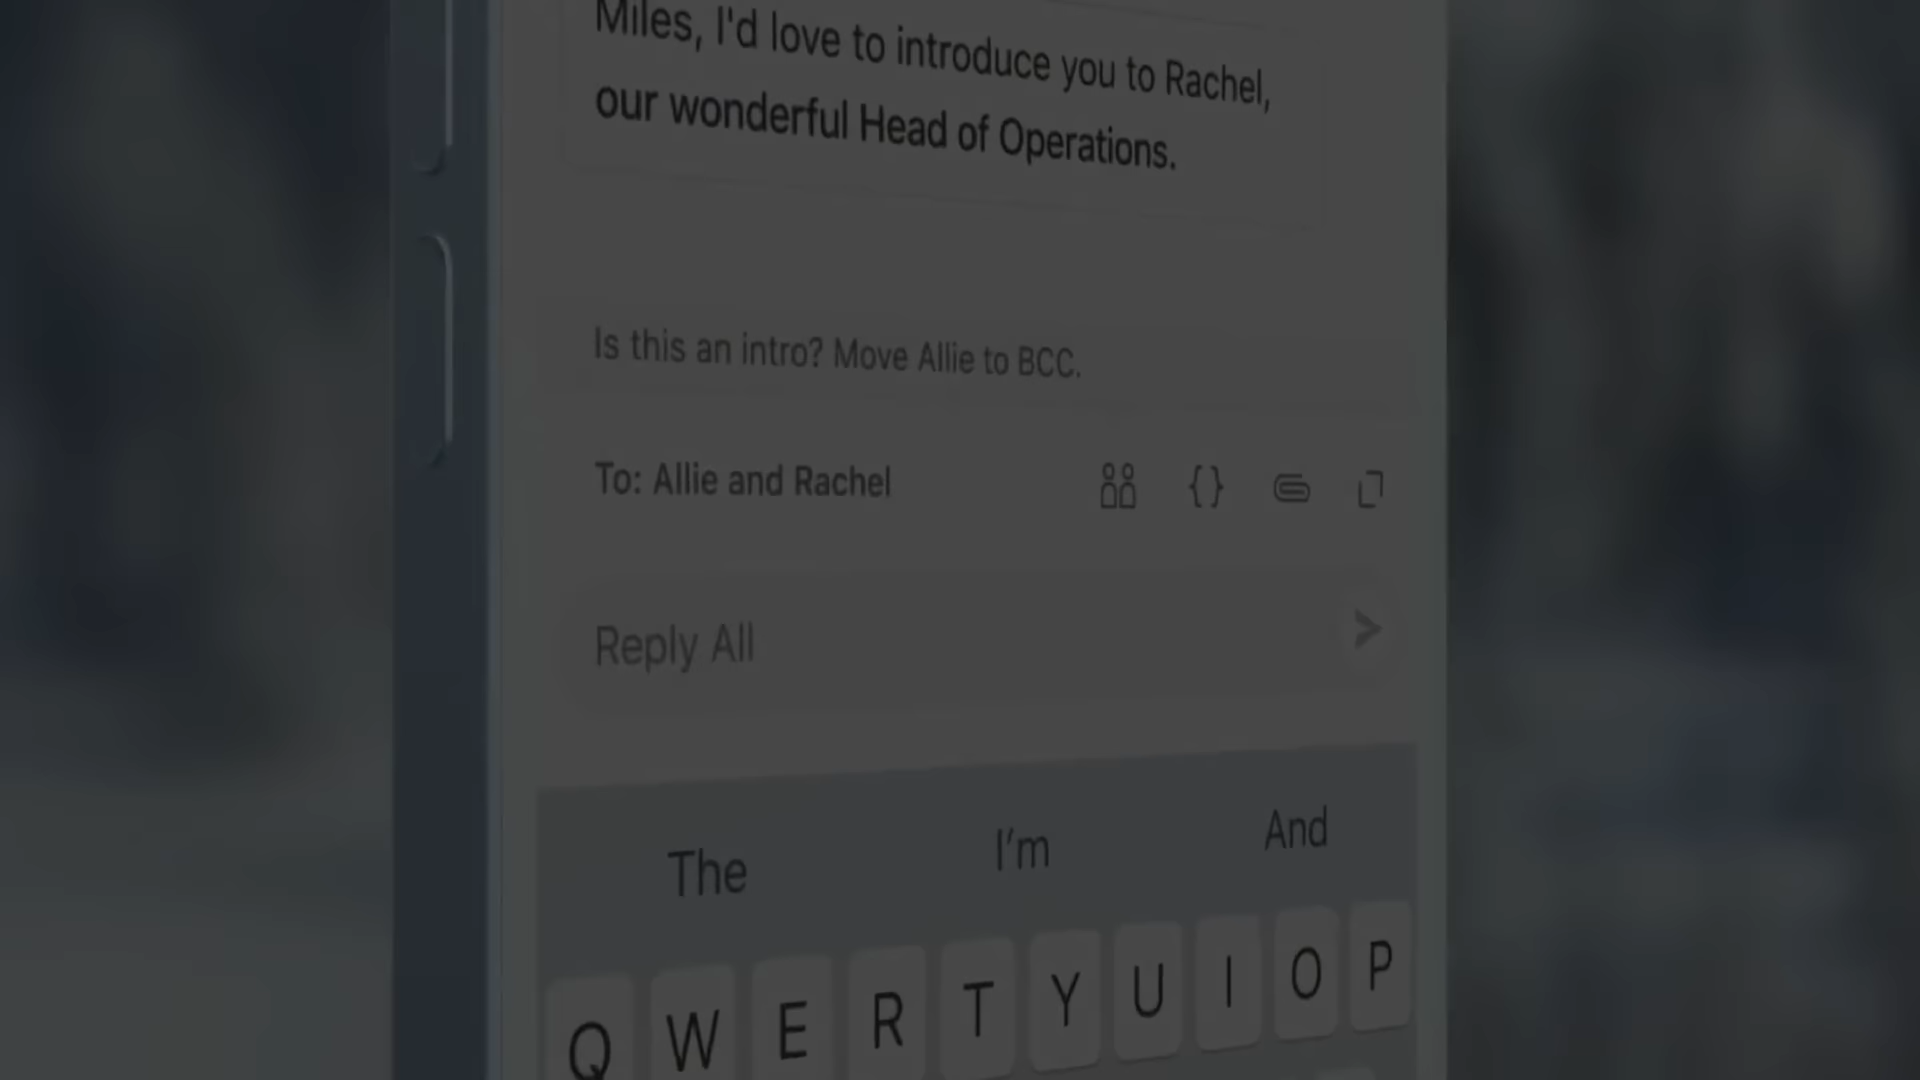 Miles, I'd love to introduce you to Rachel,
our wonderful Head of Operations.
Is this an intro? Move Allie to BCC.
To: Allie and Rachel
Reply All
The I'm And
Q W E R T Y U I O P